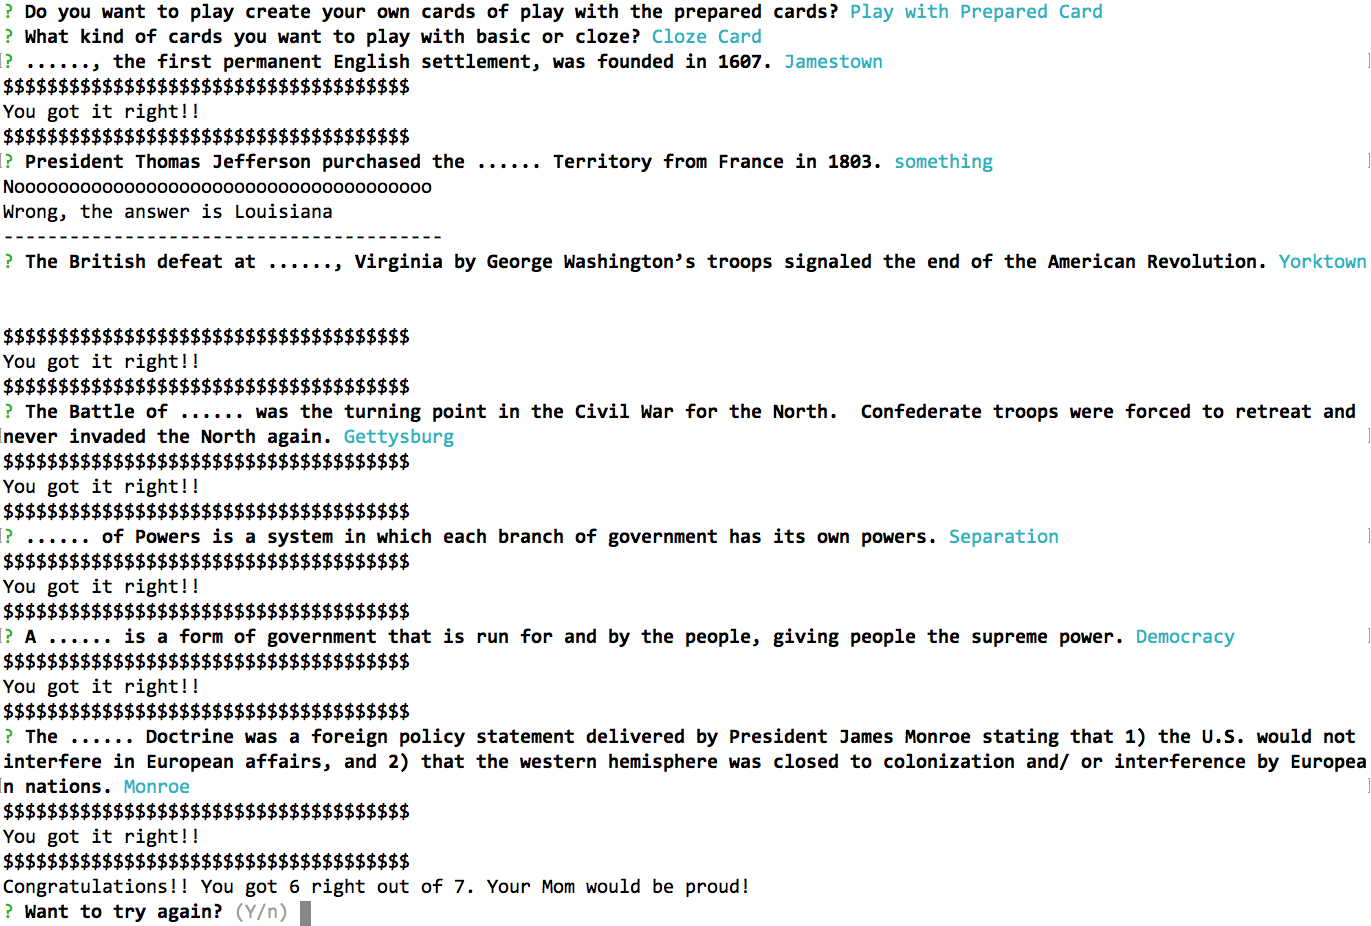 ? Do you want to play create your own cards of play with the prepared cards? Play with Prepared Card
? What kind of cards you want to play with basic or cloze? Cloze Card
? ......, the first permanent English settlement, was founded in 1607. Jamestown
$$$$$$$$$$$$$$$$$$$$$$$$$$$$$$$$$$$$$
You got it right!!
$$$$$$$$$$$$$$$$$$$$$$$$$$$$$$$$$$$$$
? President Thomas Jefferson purchased the ...... Territory from France in 1803. something
Noooooooooooooooooooooooooooooooooooooo
Wrong, the answer is Louisiana
----------------------------------------
? The British defeat at ......, Virginia by George Washington’s troops signaled the end of the American Revolution. Yorktown
$$$$$$$$$$$$$$$$$$$$$$$$$$$$$$$$$$$$$
You got it right!!
$$$$$$$$$$$$$$$$$$$$$$$$$$$$$$$$$$$$$
? The Battle of ...... was the turning point in the Civil War for the North.  Confederate troops were forced to retreat and
never invaded the North again. Gettysburg
$$$$$$$$$$$$$$$$$$$$$$$$$$$$$$$$$$$$$
You got it right!!
$$$$$$$$$$$$$$$$$$$$$$$$$$$$$$$$$$$$$
? ...... of Powers is a system in which each branch of government has its own powers. Separation
$$$$$$$$$$$$$$$$$$$$$$$$$$$$$$$$$$$$$
You got it right!!
$$$$$$$$$$$$$$$$$$$$$$$$$$$$$$$$$$$$$
? A ...... is a form of government that is run for and by the people, giving people the supreme power. Democracy
$$$$$$$$$$$$$$$$$$$$$$$$$$$$$$$$$$$$$
You got it right!!
$$$$$$$$$$$$$$$$$$$$$$$$$$$$$$$$$$$$$
? The ...... Doctrine was a foreign policy statement delivered by President James Monroe stating that 1) the U.S. would not
interfere in European affairs, and 2) that the western hemisphere was closed to colonization and/ or interference by Europea
n nations. Monroe
$$$$$$$$$$$$$$$$$$$$$$$$$$$$$$$$$$$$$
You got it right!!
$$$$$$$$$$$$$$$$$$$$$$$$$$$$$$$$$$$$$
Congratulations!! You got 6 right out of 7. Your Mom would be proud!
? Want to try again? (Y/n)